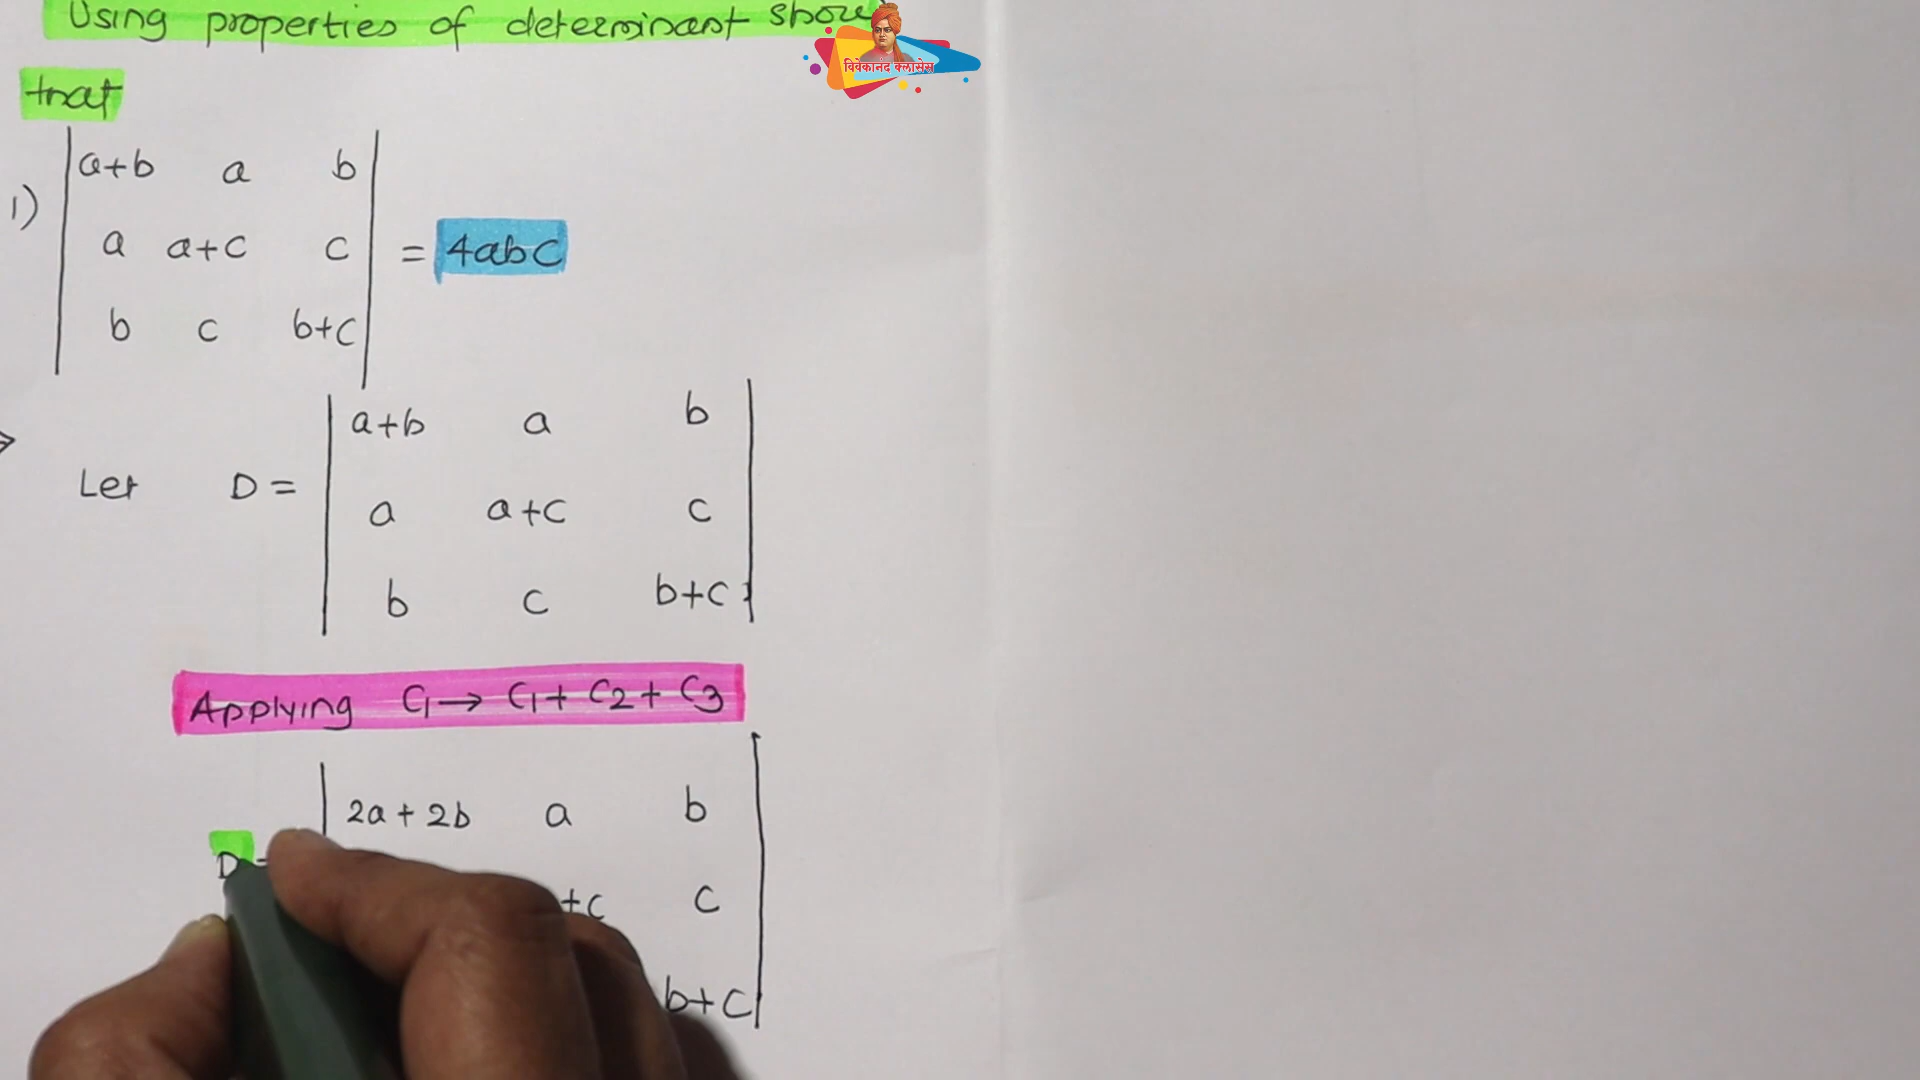 Using properties of determinant show
that
विवेकानंद क्लासेस
1) | a+b a b |
| a a+c c | = 4abc
| b c b+c |
Let D = | a+b a b |
| a a+c c |
| b c b+c |
Applying C1 → C1 + C2 + C3
| 2a + 2b a b |
D = +c c
b+c |